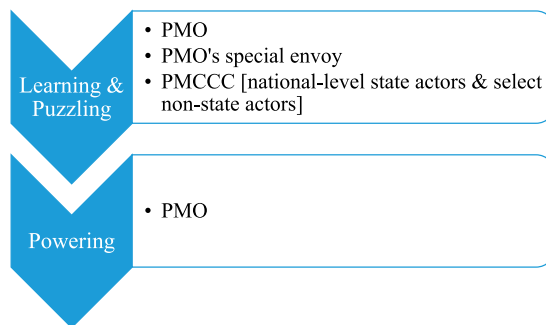 Learning &
Puzzling
• PMO
• PMO's special envoy
• PMCCC [national-level state actors & select
non-state actors]
Powering
• PMO